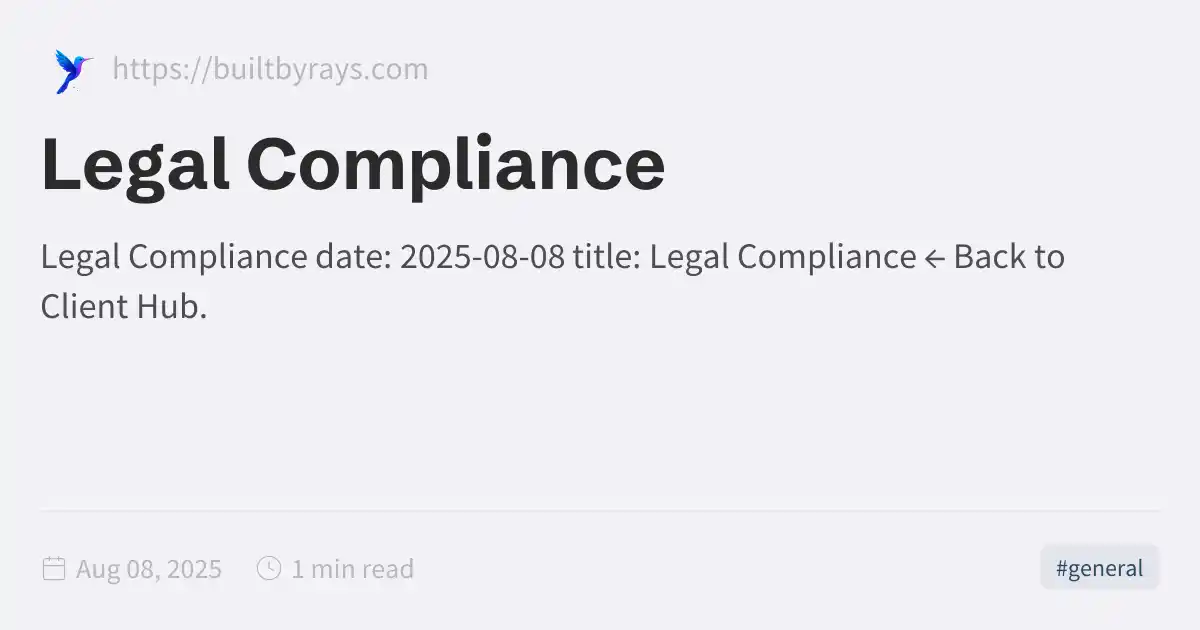 https://builtbyrays.com
Legal Compliance
Legal Compliance date: 2025-08-08 title: Legal Compliance ← Back to
Client Hub.
Aug 08, 2025 1 min read #general